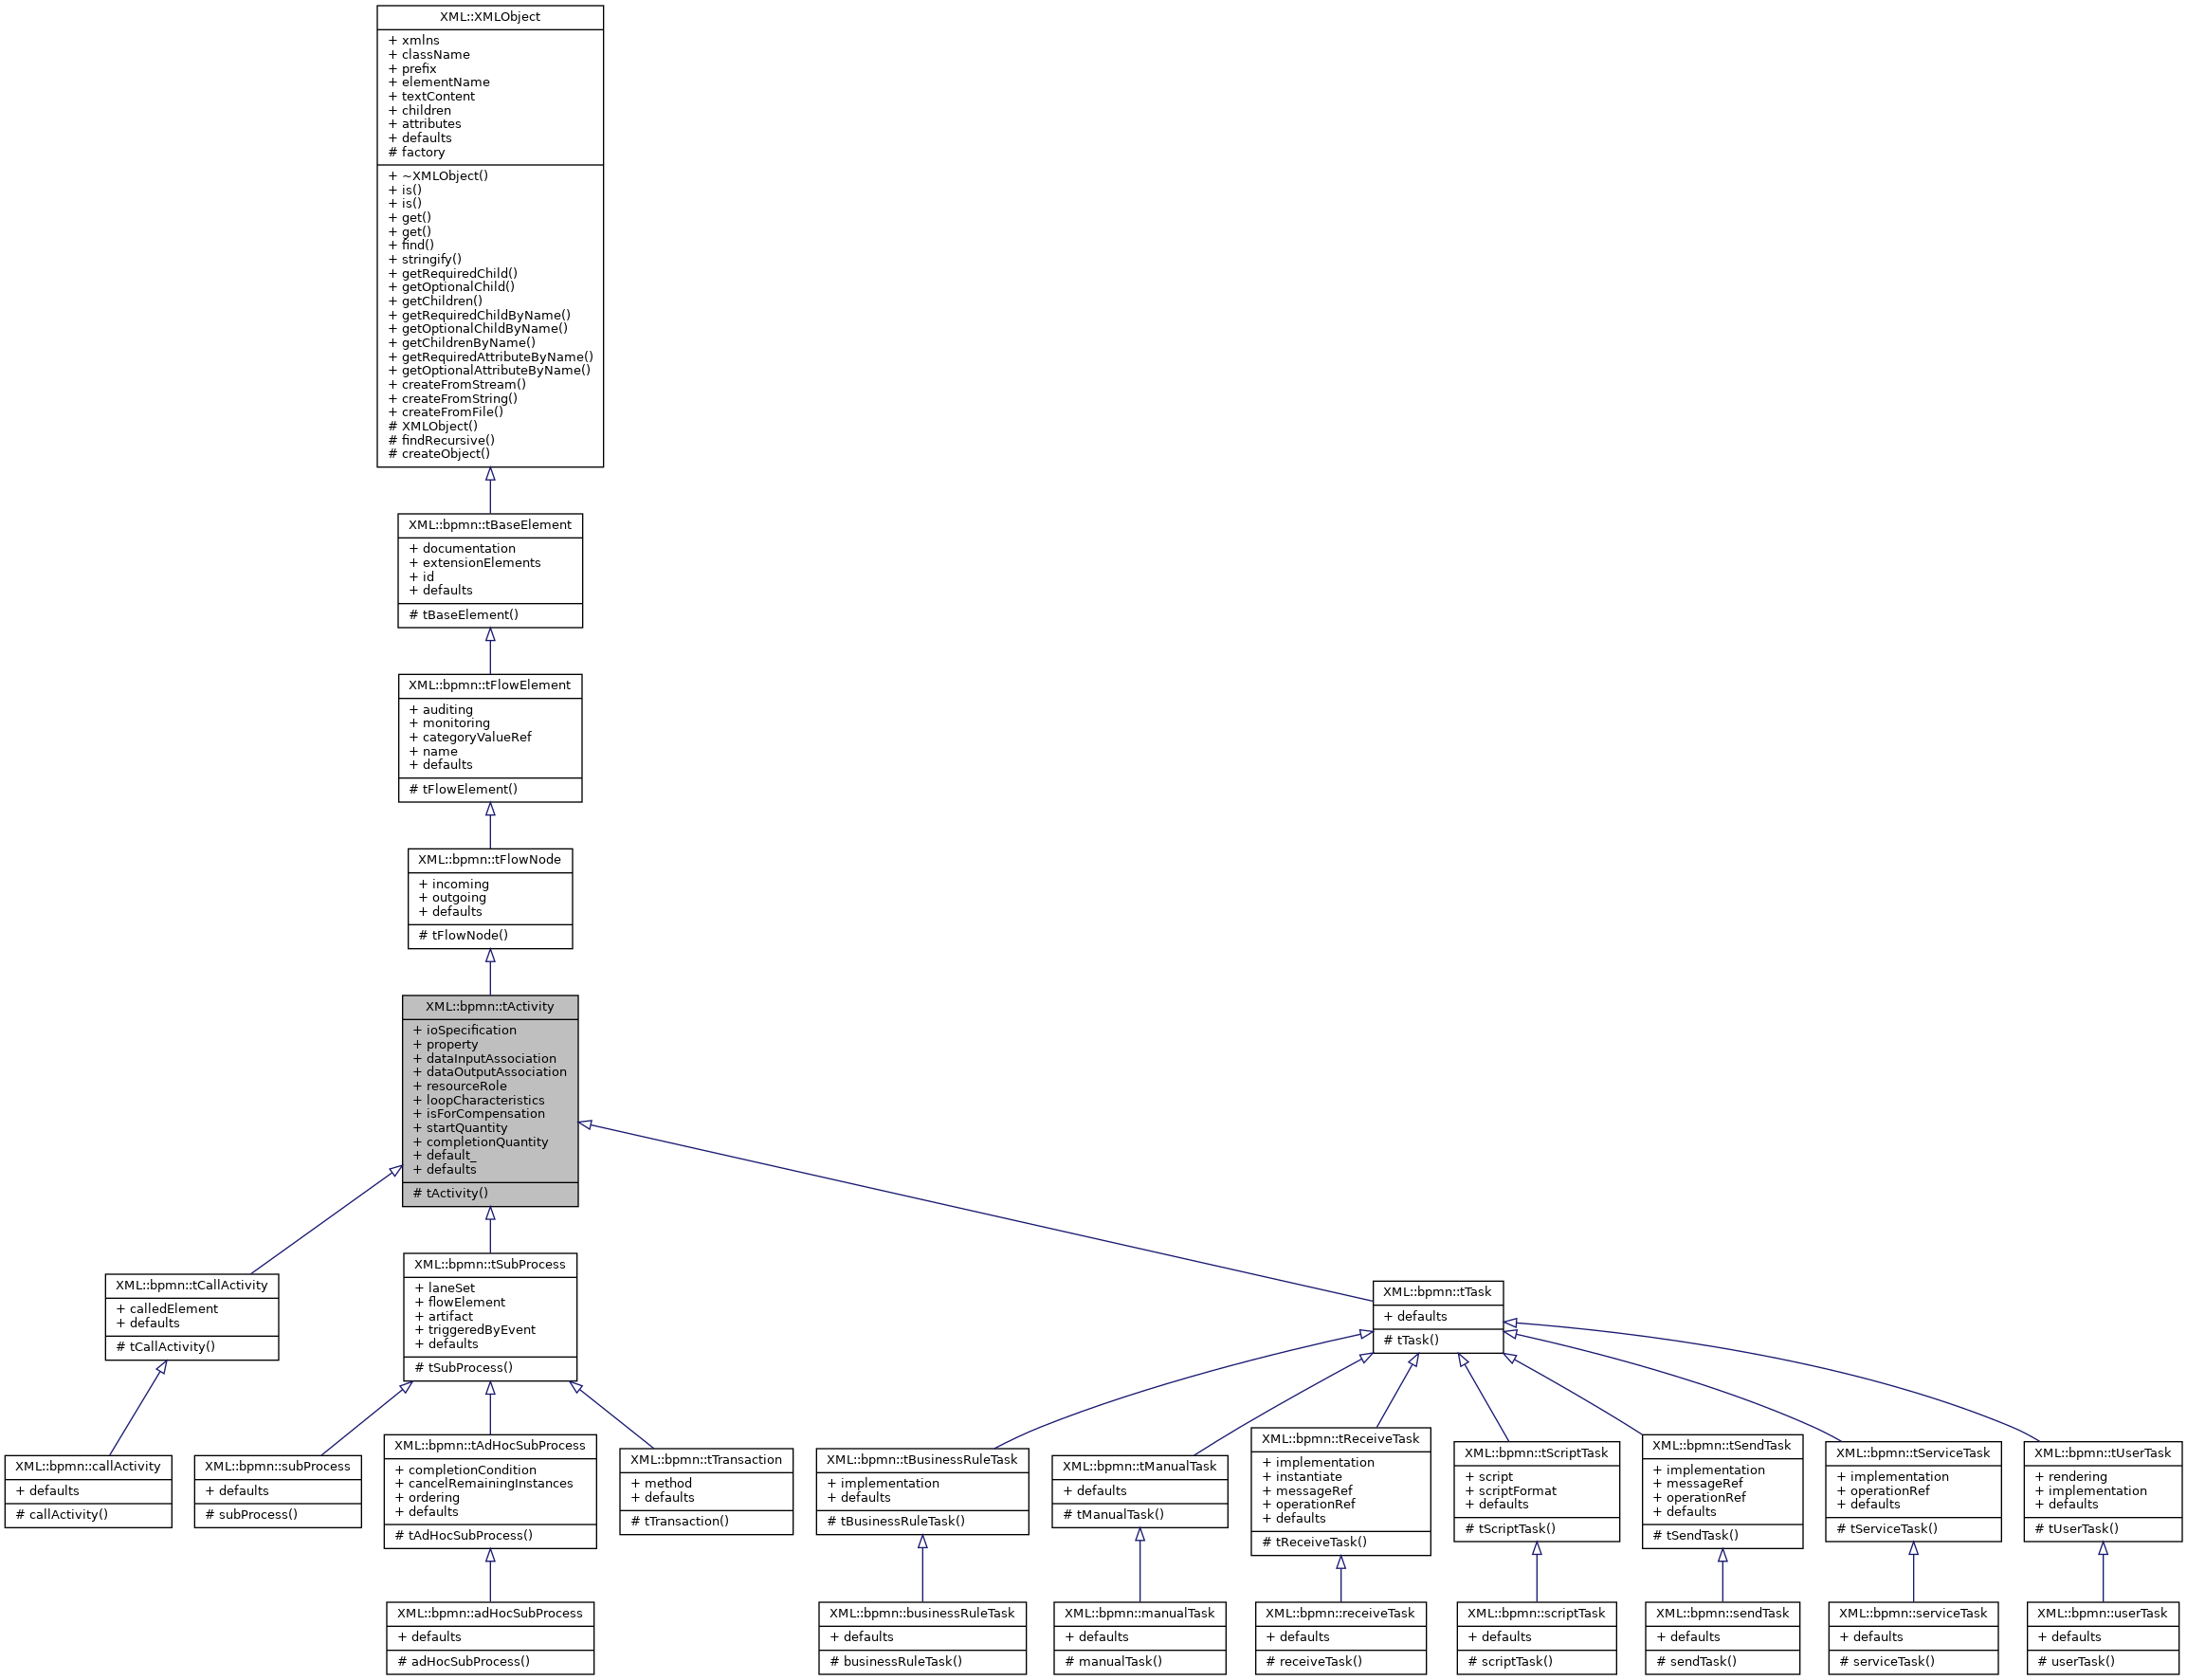 XML::XMLObject
+ xmlns
+ className
+ prefix
+ elementName
+ textContent
+ children
+ attributes
+ defaults
# factory
+ ~XMLObject()
+ is()
+ is()
+ get()
+ get()
+ find()
+ stringify()
+ getRequiredChild()
+ getOptionalChild()
+ getChildren()
+ getRequiredChildByName()
+ getOptionalChildByName()
+ getChildrenByName()
+ getRequiredAttributeByName()
+ getOptionalAttributeByName()
+ createFromStream()
+ createFromString()
+ createFromFile()
# XMLObject()
# findRecursive()
# createObject()
XML::bpmn::tBaseElement
+ documentation
+ extensionElements
+ id
+ defaults
# tBaseElement()
XML::bpmn::tFlowElement
+ auditing
+ monitoring
+ categoryValueRef
+ name
+ defaults
# tFlowElement()
XML::bpmn::tFlowNode
+ incoming
+ outgoing
+ defaults
# tFlowNode()
XML::bpmn::tActivity
+ ioSpecification
+ property
+ dataInputAssociation
+ dataOutputAssociation
+ resourceRole
+ loopCharacteristics
+ isForCompensation
+ startQuantity
+ completionQuantity
+ default_
+ defaults
# tActivity()
XML::bpmn::tCallActivity
+ calledElement
+ defaults
# tCallActivity()
XML::bpmn::tSubProcess
+ laneSet
+ flowElement
+ artifact
+ triggeredByEvent
+ defaults
# tSubProcess()
XML::bpmn::tTask
+ defaults
# tTask()
XML::bpmn::callActivity
+ defaults
# callActivity()
XML::bpmn::subProcess
+ defaults
# subProcess()
XML::bpmn::tAdHocSubProcess
+ completionCondition
+ cancelRemainingInstances
+ ordering
+ defaults
# tAdHocSubProcess()
XML::bpmn::tTransaction
+ method
+ defaults
# tTransaction()
XML::bpmn::tBusinessRuleTask
+ implementation
+ defaults
# tBusinessRuleTask()
XML::bpmn::tManualTask
+ defaults
# tManualTask()
XML::bpmn::tReceiveTask
+ implementation
+ instantiate
+ messageRef
+ operationRef
+ defaults
# tReceiveTask()
XML::bpmn::tScriptTask
+ script
+ scriptFormat
+ defaults
# tScriptTask()
XML::bpmn::tSendTask
+ implementation
+ messageRef
+ operationRef
+ defaults
# tSendTask()
XML::bpmn::tServiceTask
+ implementation
+ operationRef
+ defaults
# tServiceTask()
XML::bpmn::tUserTask
+ rendering
+ implementation
+ defaults
# tUserTask()
XML::bpmn::adHocSubProcess
+ defaults
# adHocSubProcess()
XML::bpmn::businessRuleTask
+ defaults
# businessRuleTask()
XML::bpmn::manualTask
+ defaults
# manualTask()
XML::bpmn::receiveTask
+ defaults
# receiveTask()
XML::bpmn::scriptTask
+ defaults
# scriptTask()
XML::bpmn::sendTask
+ defaults
# sendTask()
XML::bpmn::serviceTask
+ defaults
# serviceTask()
XML::bpmn::userTask
+ defaults
# userTask()